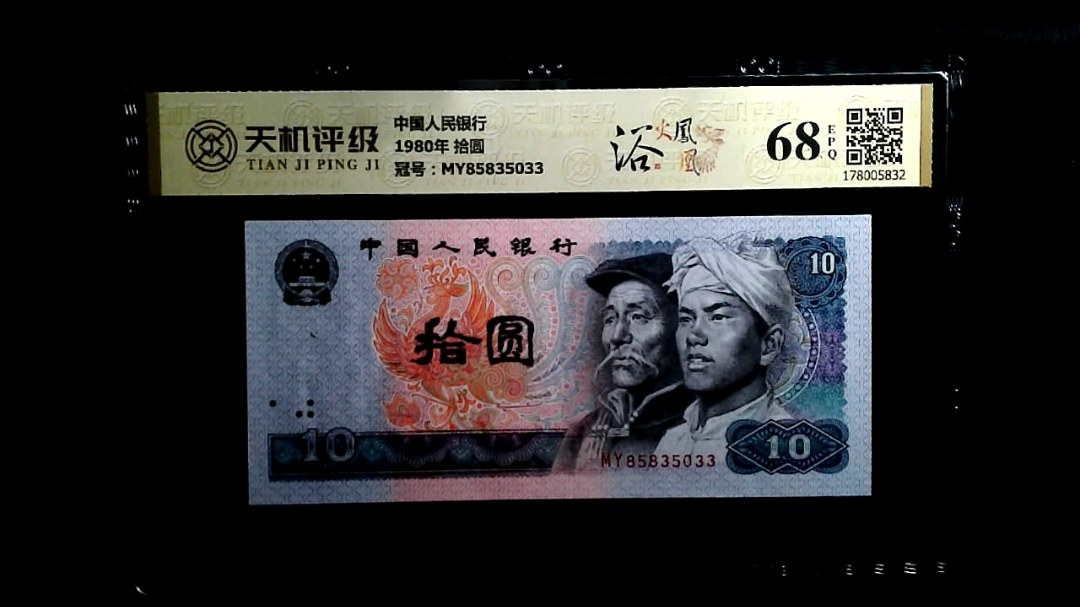 天机评级
TIAN JI PING JI
中国人民银行
1980年 拾圆
冠号：MY85835033
浴火鳳凰
68
EPQ
178005832
中国人民银行
10
拾圆
10
MY85835033
10